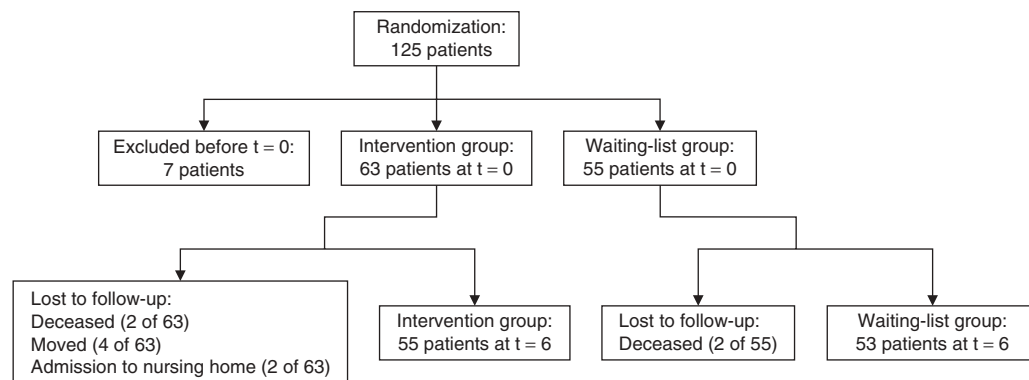 Randomization:
125 patients
Excluded before t = 0:
7 patients
Intervention group:
63 patients at t = 0
Waiting-list group:
55 patients at t = 0
Lost to follow-up:
Deceased (2 of 63)
Moved (4 of 63)
Admission to nursing home (2 of 63)
Intervention group:
55 patients at t = 6
Lost to follow-up:
Deceased (2 of 55)
Waiting-list group:
53 patients at t = 6